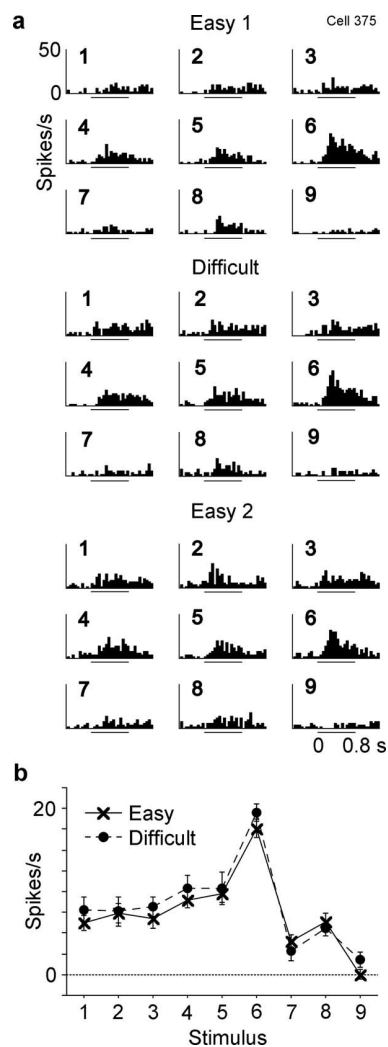 a Easy 1 Cell 375
50
0
Spikes/s
1 2 3
4 5 6
7 8 9
Difficult
1 2 3
4 5 6
7 8 9
Easy 2
1 2 3
4 5 6
7 8 9
0 0.8 s
b
20
0
Spikes/s
Easy
Difficult
1 2 3 4 5 6 7 8 9
Stimulus